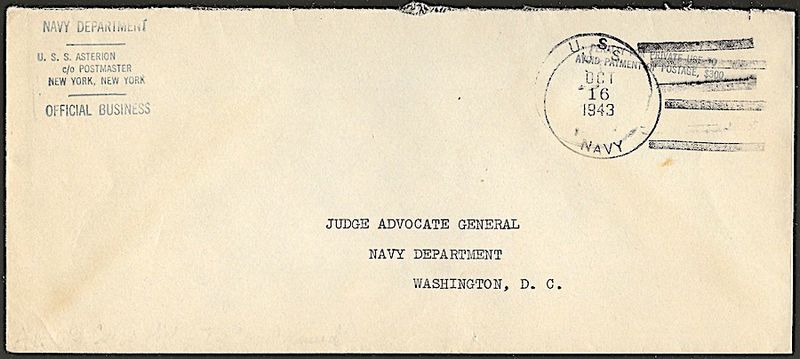 NAVY DEPARTMENT
U. S. S. ASTERION
c/o POSTMASTER
NEW YORK, NEW YORK
OFFICIAL BUSINESS
U. S. S.
OCT
16
1943
NAVY
PRIVATE USE TO
AVOID PAYMENT
OF POSTAGE, $300
JUDGE ADVOCATE GENERAL
NAVY DEPARTMENT
WASHINGTON, D. C.